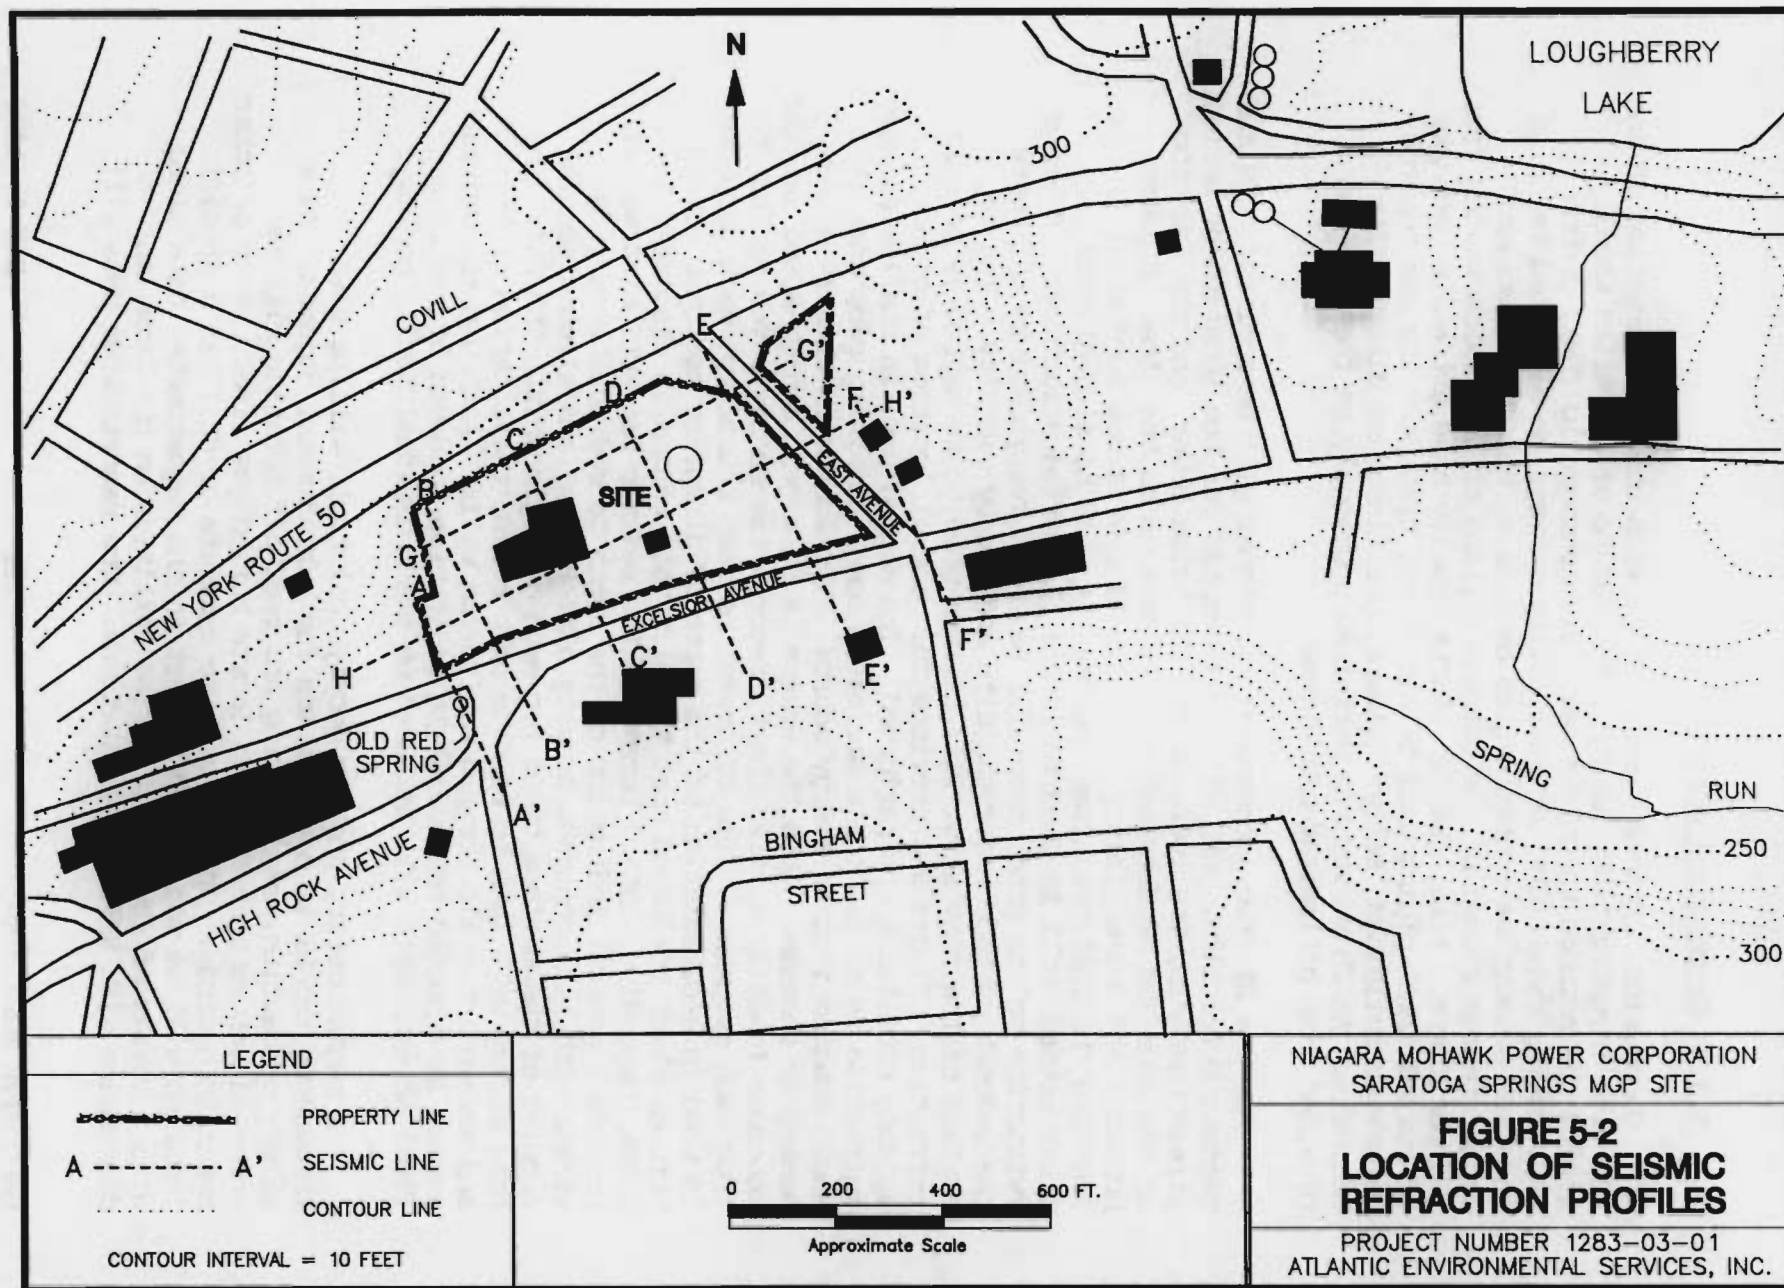 N
LOUGHBERRY
LAKE
300
COVILL
E
G'
D
F
H'
C
B
SITE
EAST AVENUE
NEW YORK ROUTE 50
G
A
EXCELSIOR AVENUE
F'
H
C'
E'
D'
OLD RED
SPRING
B'
SPRING
RUN
A'
BINGHAM
250
STREET
HIGH ROCK AVENUE
300
LEGEND
PROPERTY LINE
A A' SEISMIC LINE
CONTOUR LINE
CONTOUR INTERVAL = 10 FEET
0 200 400 600 FT.
Approximate Scale
NIAGARA MOHAWK POWER CORPORATION
SARATOGA SPRINGS MGP SITE
FIGURE 5-2
LOCATION OF SEISMIC
REFRACTION PROFILES
PROJECT NUMBER 1283-03-01
ATLANTIC ENVIRONMENTAL SERVICES, INC.